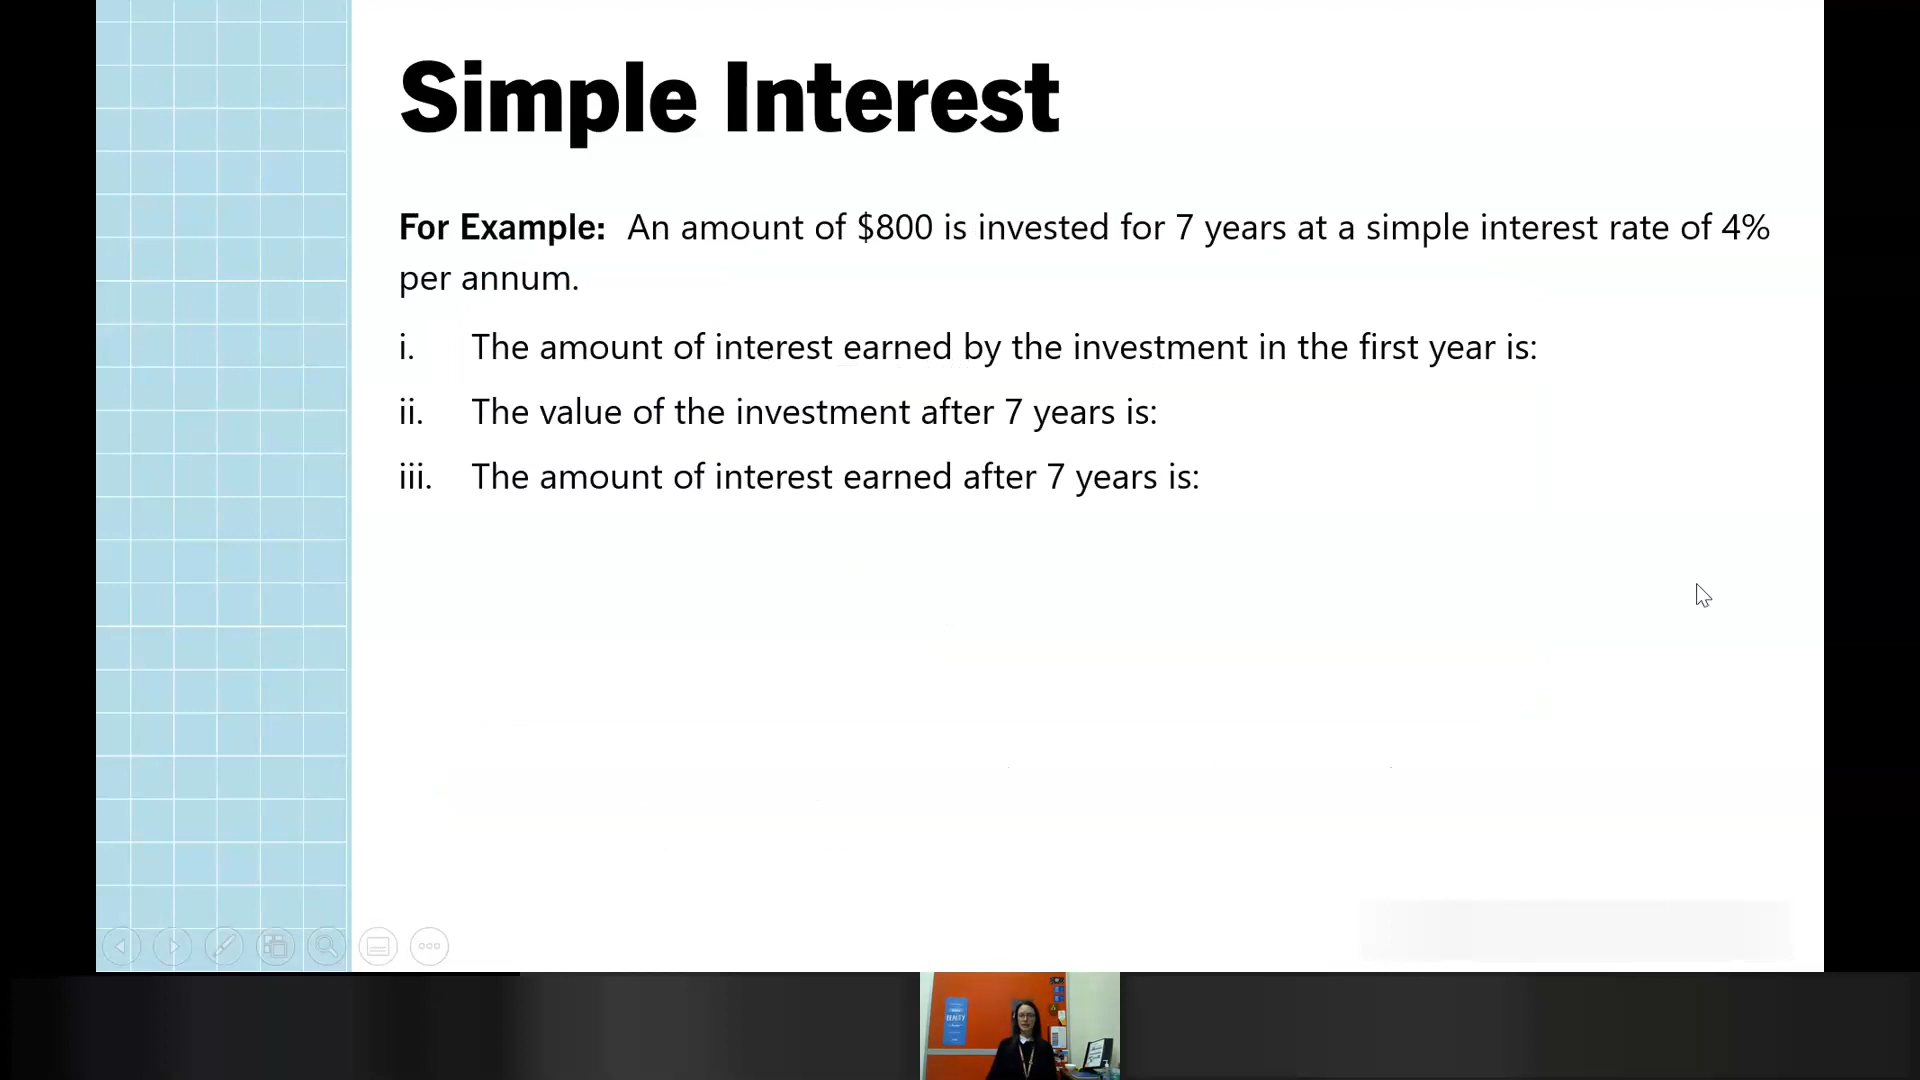 Simple Interest
For Example: An amount of $800 is invested for 7 years at a simple interest rate of 4%
per annum.
i. The amount of interest earned by the investment in the first year is:
ii. The value of the investment after 7 years is:
iii. The amount of interest earned after 7 years is:
BEAUTY